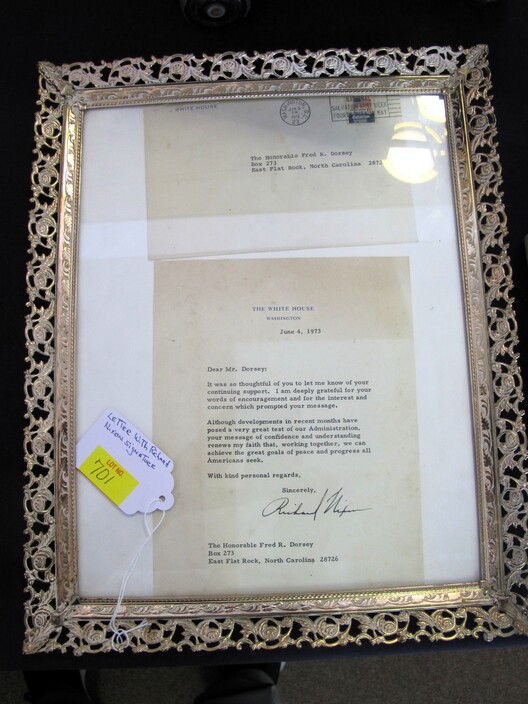 WHITE HOUSE
The Honorable Fred R. Dorsey
Box 273
East Flat Rock, North Carolina
THE WHITE HOUSE
WASHINGTON
June 4, 1973
Dear Mr. Dorsey:
It was so thoughtful of you to let me know of your
continuing support. I am deeply grateful for your
words of encouragement and for the interest and
concern which prompted your message.
Although developments in recent months have
posed a very great test of our Administration,
your message of confidence and understanding
renews my faith that, working together, we can
achieve the great goals of peace and progress all
Americans seek.
With kind personal regards,
Sincerely,
Richard Nixon
The Honorable Fred R. Dorsey
Box 273
East Flat Rock, North Carolina 28726
Letter With Richard
Nixon Signature
LOT NO.
701